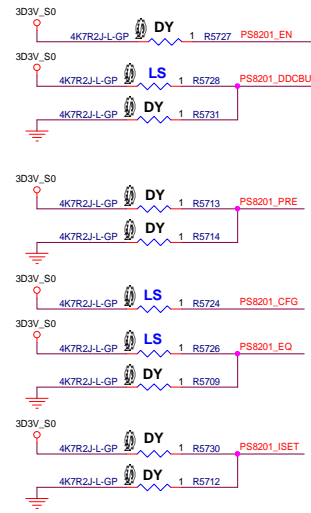 3D3V_S0
DY
4K7R2J-L-GP 1 R5727 PS8201_EN
3D3V_S0
LS
4K7R2J-L-GP 1 R5728 PS8201_DDCBU
DY
4K7R2J-L-GP 1 R5731
3D3V_S0
DY
4K7R2J-L-GP 1 R5713 PS8201_PRE
DY
4K7R2J-L-GP 1 R5714
3D3V_S0
LS
4K7R2J-L-GP 1 R5724 PS8201_CFG
3D3V_S0
LS
4K7R2J-L-GP 1 R5726 PS8201_EQ
DY
4K7R2J-L-GP 1 R5709
3D3V_S0
DY
4K7R2J-L-GP 1 R5730 PS8201_ISET
DY
4K7R2J-L-GP 1 R5712